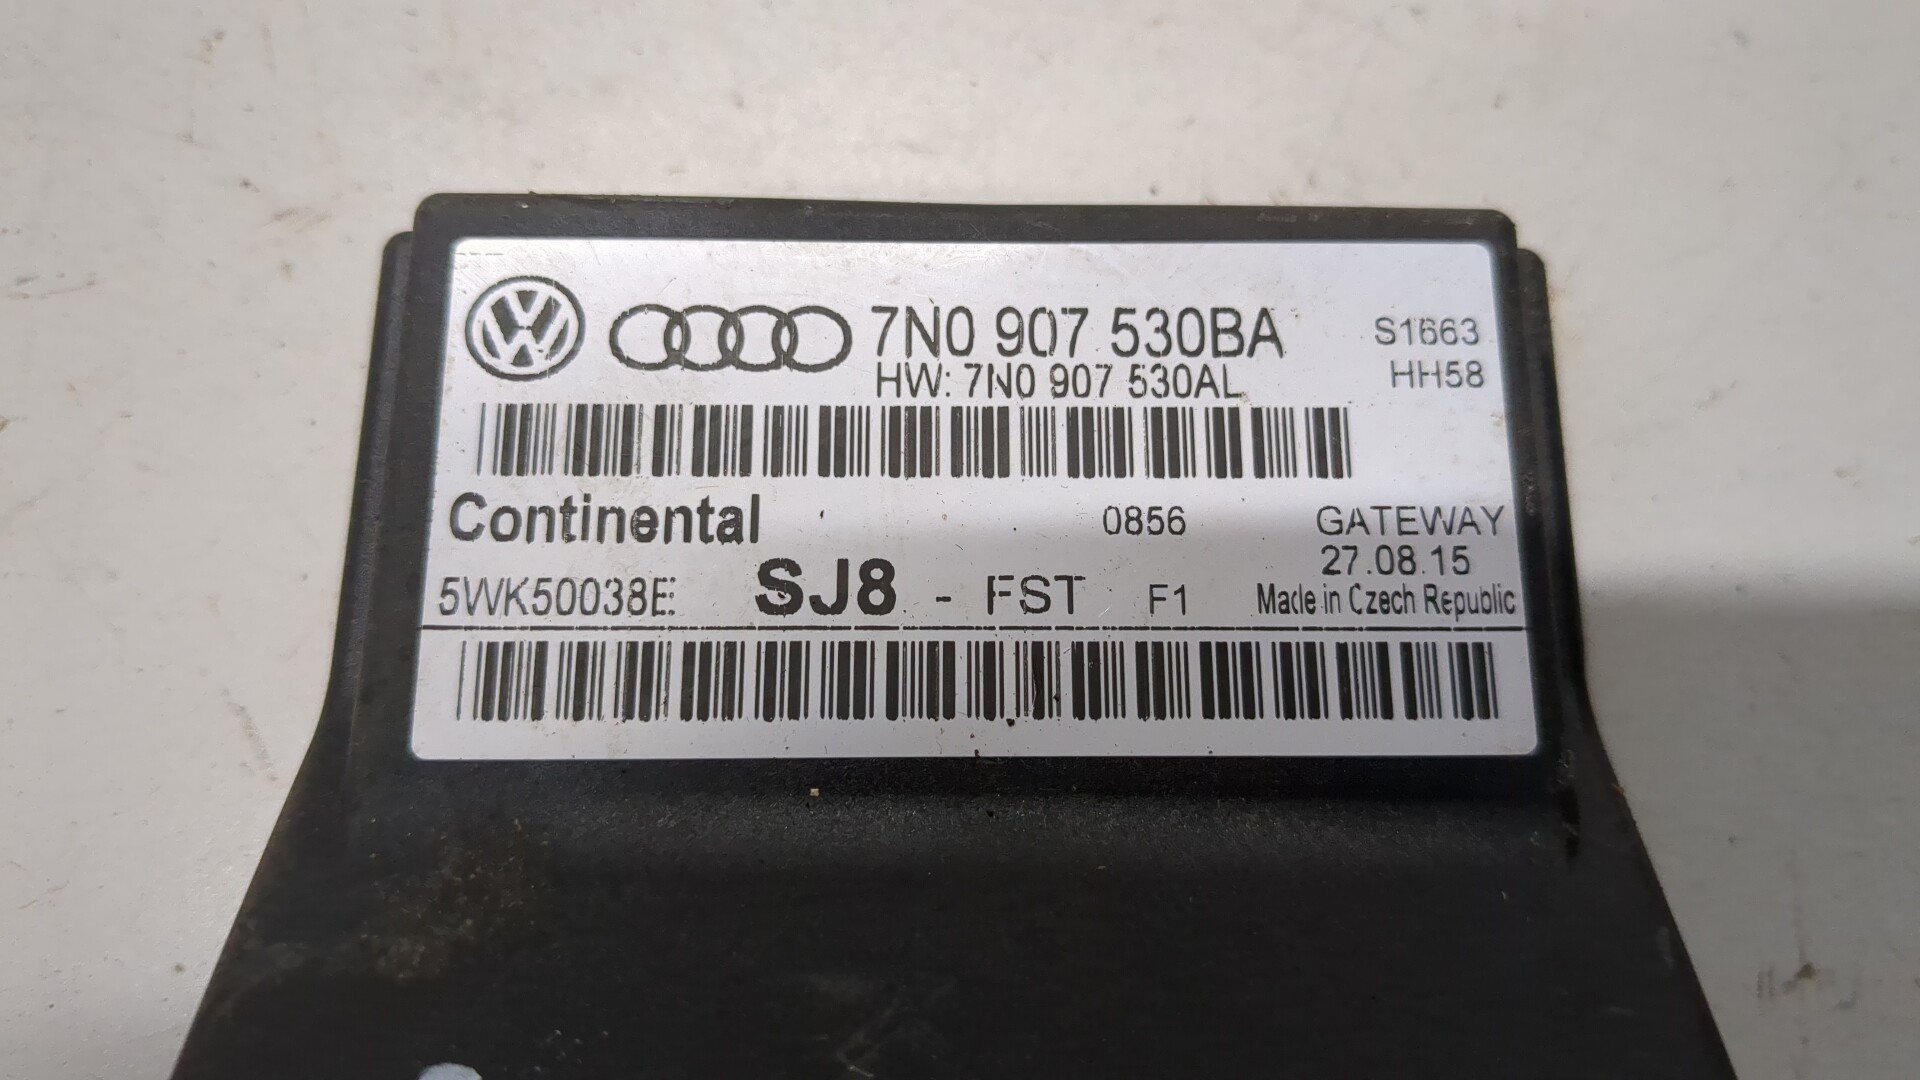 7N0 907 530BA
S1663
HW: 7N0 907 530AL
HH58
Continental
0856
GATEWAY
27.08.15
5WK50038E
SJ8 - FST F1
Made in Czech Republic